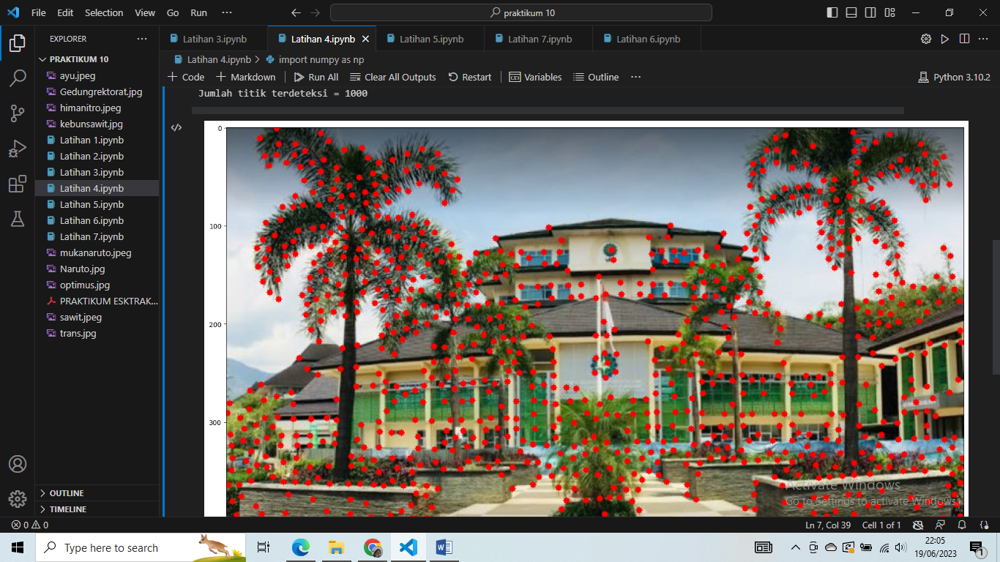 File Edit Selection View Go Run ··· praktikum 10
EXPLORER ···
PRAKTIKUM 10
ayu.jpeg
Gedungrektorat.jpg
himanitro.jpeg
kebunsawit.jpg
Latihan 1.ipynb
Latihan 2.ipynb
Latihan 3.ipynb
Latihan 4.ipynb
Latihan 5.ipynb
Latihan 6.ipynb
Latihan 7.ipynb
mukanaruto.jpeg
Naruto.jpg
optimus.jpg
PRAKTIKUM ESKTRAK...
sawit.jpeg
trans.jpg
OUTLINE
TIMELINE
Latihan 3.ipynb Latihan 4.ipynb Latihan 5.ipynb Latihan 7.ipynb Latihan 6.ipynb
Latihan 4.ipynb > import numpy as np
Code Markdown Run All Clear All Outputs Restart Variables Outline ··· Python 3.10.2
Jumlah titik terdeteksi = 1000
0
100
200
300
Activate Windows
Go to Settings to activate Windows.
0 0 Ln 7, Col 39 Cell 1 of 1
Type here to search
22:05
19/06/2023
1